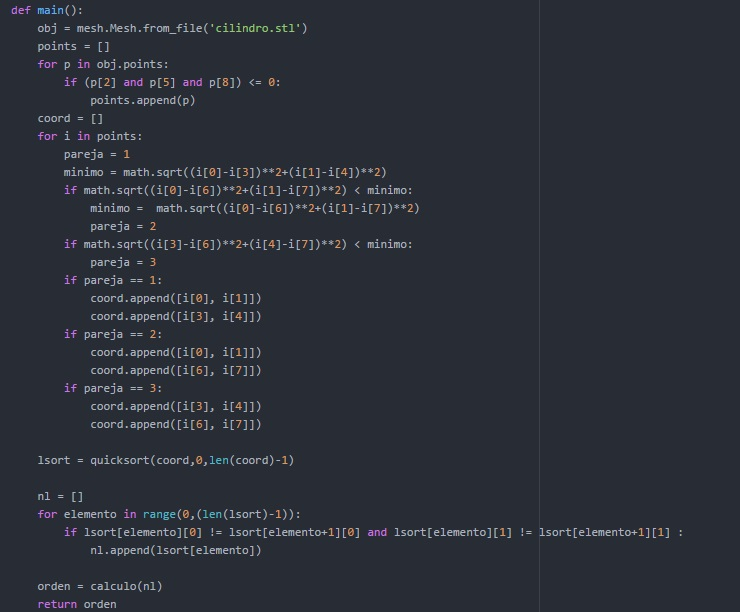 def main():
    obj = mesh.Mesh.from_file('cilindro.stl')
    points = []
    for p in obj.points:
        if (p[2] and p[5] and p[8]) <= 0:
            points.append(p)
    coord = []
    for i in points:
        pareja = 1
        minimo = math.sqrt((i[0]-i[3])**2+(i[1]-i[4])**2)
        if math.sqrt((i[0]-i[6])**2+(i[1]-i[7])**2) < minimo:
            minimo =  math.sqrt((i[0]-i[6])**2+(i[1]-i[7])**2)
            pareja = 2
        if math.sqrt((i[3]-i[6])**2+(i[4]-i[7])**2) < minimo:
            pareja = 3
        if pareja == 1:
            coord.append([i[0], i[1]])
            coord.append([i[3], i[4]])
        if pareja == 2:
            coord.append([i[0], i[1]])
            coord.append([i[6], i[7]])
        if pareja == 3:
            coord.append([i[3], i[4]])
            coord.append([i[6], i[7]])

    lsort = quicksort(coord,0,len(coord)-1)

    nl = []
    for elemento in range(0,(len(lsort)-1)):
        if lsort[elemento][0] != lsort[elemento+1][0] and lsort[elemento][1] != lsort[elemento+1][1] :
            nl.append(lsort[elemento])

    orden = calculo(nl)
    return orden